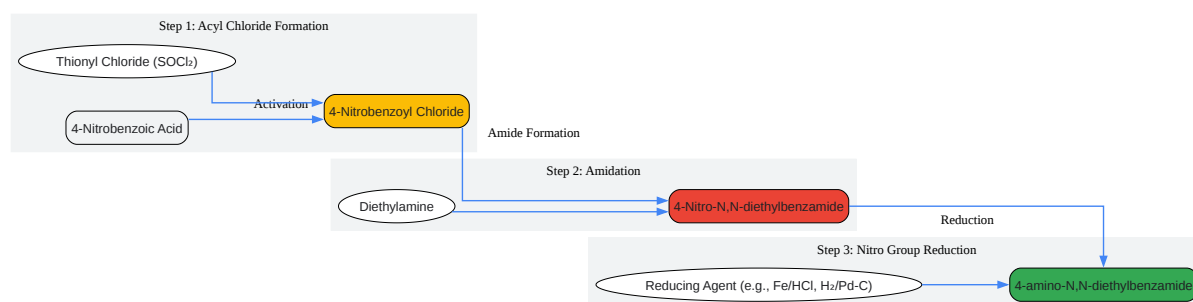 Step 1: Acyl Chloride Formation
Thionyl Chloride (SOCl₂)
Activation
4-Nitrobenzoyl Chloride
4-Nitrobenzoic Acid
Amide Formation
Step 2: Amidation
Diethylamine
4-Nitro-N,N-diethylbenzamide
Reduction
Step 3: Nitro Group Reduction
Reducing Agent (e.g., Fe/HCl, H₂/Pd-C)
4-amino-N,N-diethylbenzamide